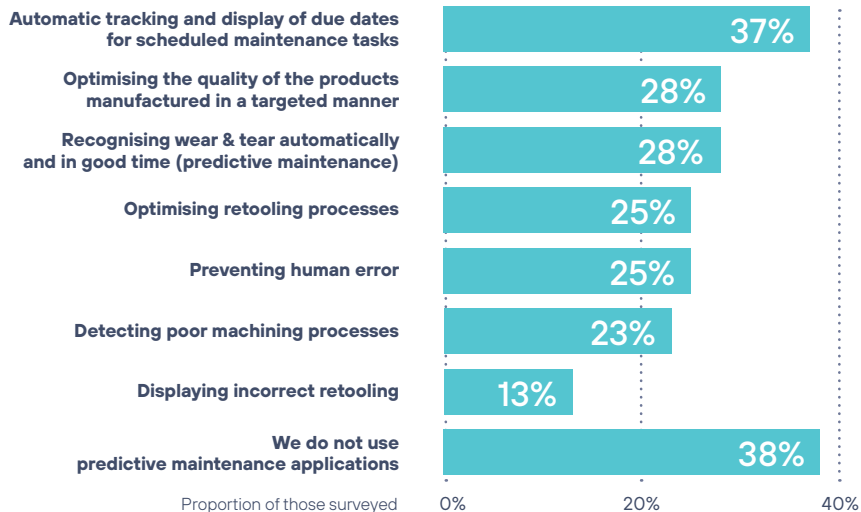 Automatic tracking and display of due dates
for scheduled maintenance tasks
37%
Optimising the quality of the products
manufactured in a targeted manner
28%
Recognising wear & tear automatically
and in good time (predictive maintenance)
28%
Optimising retooling processes
25%
Preventing human error
25%
Detecting poor machining processes
23%
Displaying incorrect retooling
13%
We do not use
predictive maintenance applications
38%
Proportion of those surveyed
0%
20%
40%